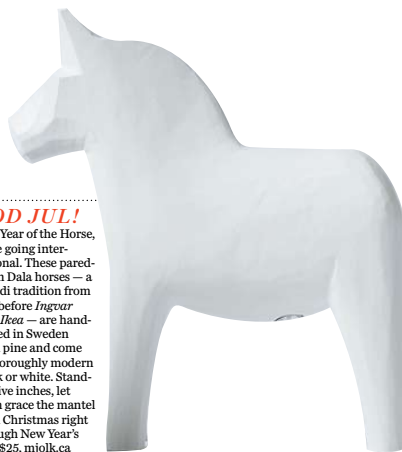 OD JUL!
Year of the Horse,
e going inter-
onal. These pared-
n Dala horses — a
di tradition from
before Ingvar
Ikea — are hand-
ed in Sweden
pine and come
oroughly modern
k or white. Stand-
ive inches, let
n grace the mantel
Christmas right
ugh New Year's
$25, mjolk.ca